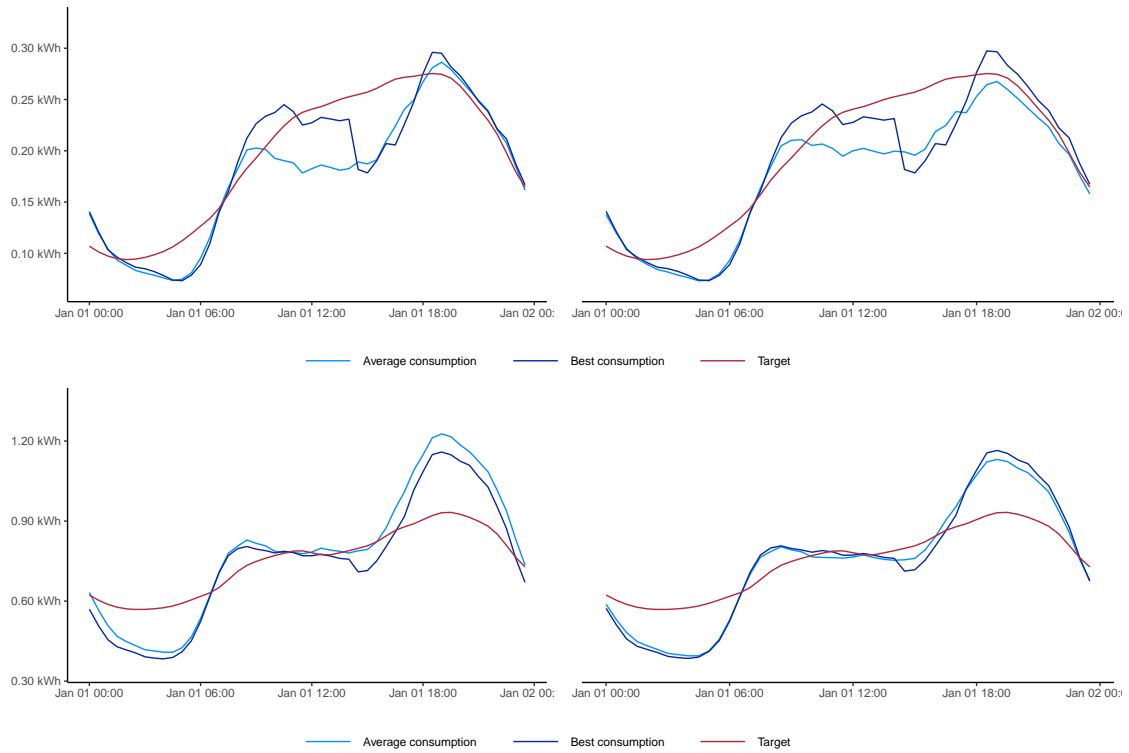 0.30 kWh
0.25 kWh
0.20 kWh
0.15 kWh
0.10 kWh
Jan 01 00:00 Jan 01 06:00 Jan 01 12:00 Jan 01 18:00 Jan 02 00: Jan 01 00:00 Jan 01 06:00 Jan 01 12:00 Jan 01 18:00 Jan 02 00:
Average consumption Best consumption Target
1.20 kWh
0.90 kWh
0.60 kWh
0.30 kWh
Jan 01 00:00 Jan 01 06:00 Jan 01 12:00 Jan 01 18:00 Jan 02 00: Jan 01 00:00 Jan 01 06:00 Jan 01 12:00 Jan 01 18:00 Jan 02 00:
Average consumption Best consumption Target